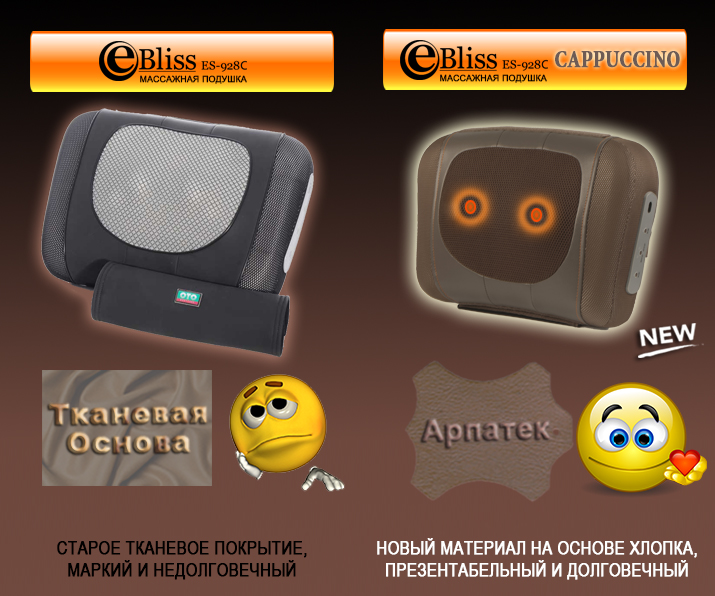 eBliss ES-928C
МАССАЖНАЯ ПОДУШКА
eBliss ES-928C CAPPUCCINO
МАССАЖНАЯ ПОДУШКА
OTO
NEW
Тканевая
Основа
Арпатек
СТАРОЕ ТКАНЕВОЕ ПОКРЫТИЕ,
МАРКИЙ И НЕДОЛГОВЕЧНЫЙ
НОВЫЙ МАТЕРИАЛ НА ОСНОВЕ ХЛОПКА,
ПРЕЗЕНТАБЕЛЬНЫЙ И ДОЛГОВЕЧНЫЙ